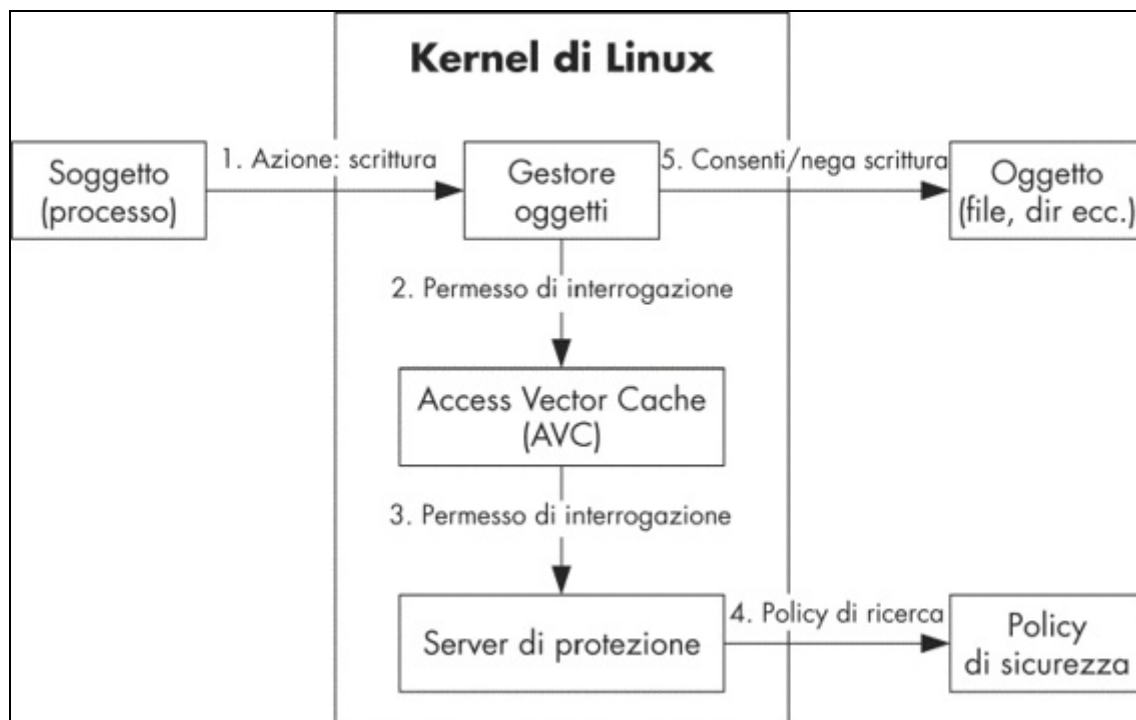 Kernel di Linux
Soggetto
(processo)
1. Azione: scrittura
Gestore
oggetti
5. Consenti/nega scrittura
Oggetto
(file, dir ecc.)
2. Permesso di interrogazione
Access Vector Cache
(AVC)
3. Permesso di interrogazione
Server di protezione
4. Policy di ricerca
Policy
di sicurezza